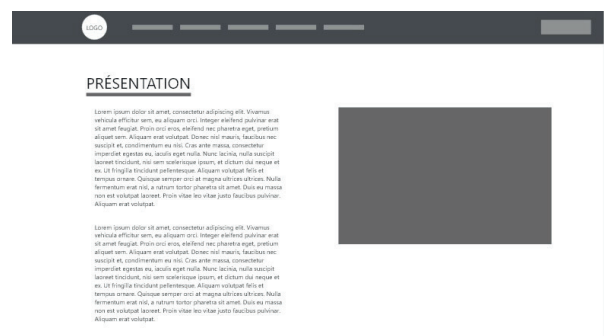 LOGO
PRÉSENTATION
Lorem ipsum dolor sit amet, consectetur adipiscing elit. Vivamus
vehicula efficitur sem, eu aliquam orci. Integer eleifend pulvinar erat
sit amet feugiat. Proin orci eros, eleifend nec pharetra eget, pretium
aliquet sem. Aliquam erat volutpat. Donec nisl mauris, faucibus nec
suscipit et, condimentum eu nisi. Cras ante massa, consectetur
imperdiet egestas eu, iaculis eget nulla. Nunc lacinia, nulla suscipit
laoreet tincidunt, nisi sem scelerisque ipsum, et dictum dui neque et
ex. Ut fringilla tincidunt pellentesque. Aliquam volutpat felis et
tempus ornare. Quisque semper orci at magna ultrices ultrices. Nulla
fermentum erat nisl, a rutrum tortor pharetra sit amet. Duis eu massa
non est volutpat laoreet. Proin vitae leo vitae justo faucibus pulvinar.
Aliquam erat volutpat.
Lorem ipsum dolor sit amet, consectetur adipiscing elit. Vivamus
vehicula efficitur sem, eu aliquam orci. Integer eleifend pulvinar erat
sit amet feugiat. Proin orci eros, eleifend nec pharetra eget, pretium
aliquet sem. Aliquam erat volutpat. Donec nisl mauris, faucibus nec
suscipit et, condimentum eu nisi. Cras ante massa, consectetur
imperdiet egestas eu, iaculis eget nulla. Nunc lacinia, nulla suscipit
laoreet tincidunt, nisi sem scelerisque ipsum, et dictum dui neque et
ex. Ut fringilla tincidunt pellentesque. Aliquam volutpat felis et
tempus ornare. Quisque semper orci at magna ultrices ultrices. Nulla
fermentum erat nisl, a rutrum tortor pharetra sit amet. Duis eu massa
non est volutpat laoreet. Proin vitae leo vitae justo faucibus pulvinar.
Aliquam erat volutpat.